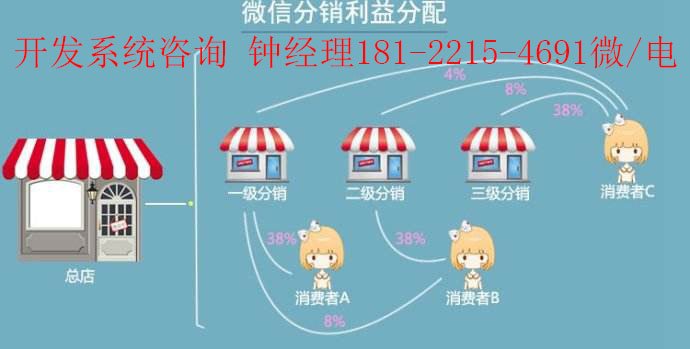 微信分销利益分配
开发系统咨询 钟经理181-2215-4691微/电
4%
8%
38%
一级分销
二级分销
三级分销
消费者C
38%
38%
总店
消费者A
消费者B
8%